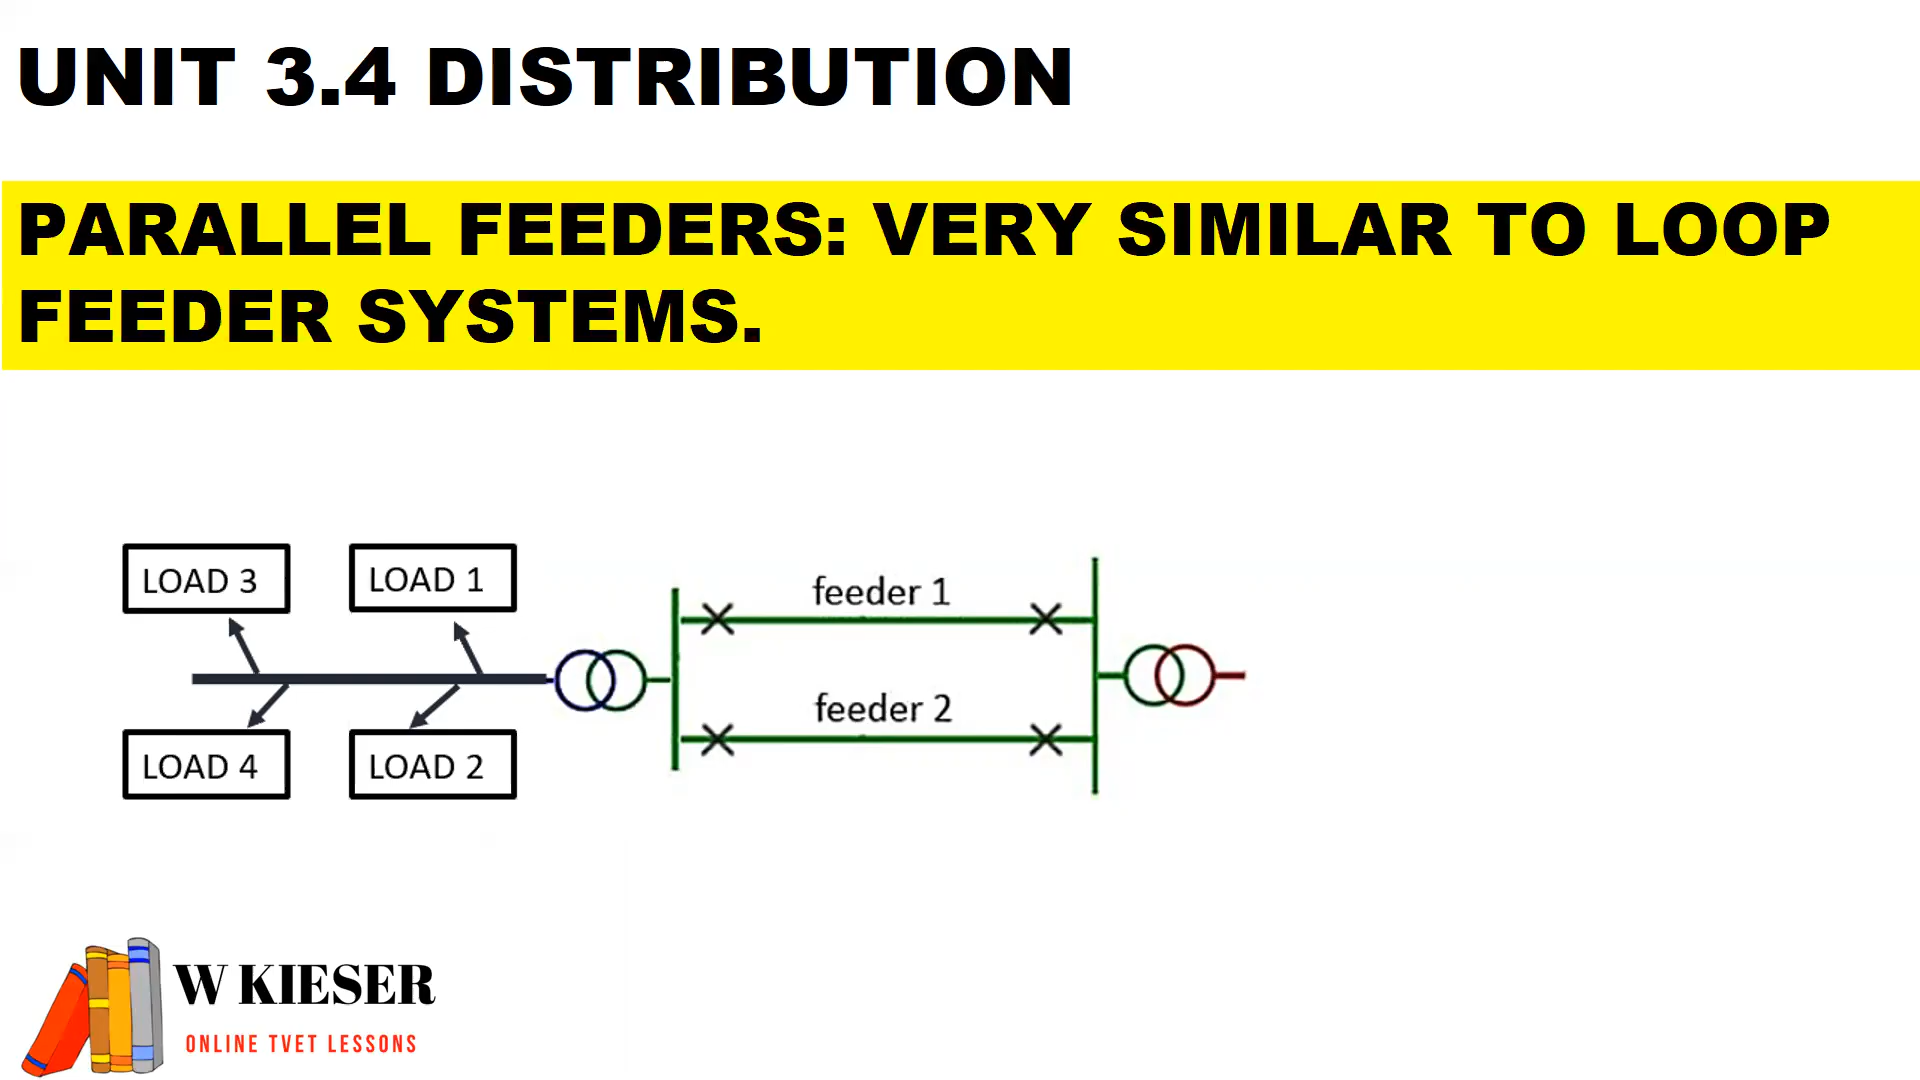 UNIT 3.4 DISTRIBUTION
PARALLEL FEEDERS: VERY SIMILAR TO LOOP
FEEDER SYSTEMS.
LOAD 3
LOAD 1
feeder 1
feeder 2
LOAD 4
LOAD 2
W KIESER
ONLINE TVET LESSONS